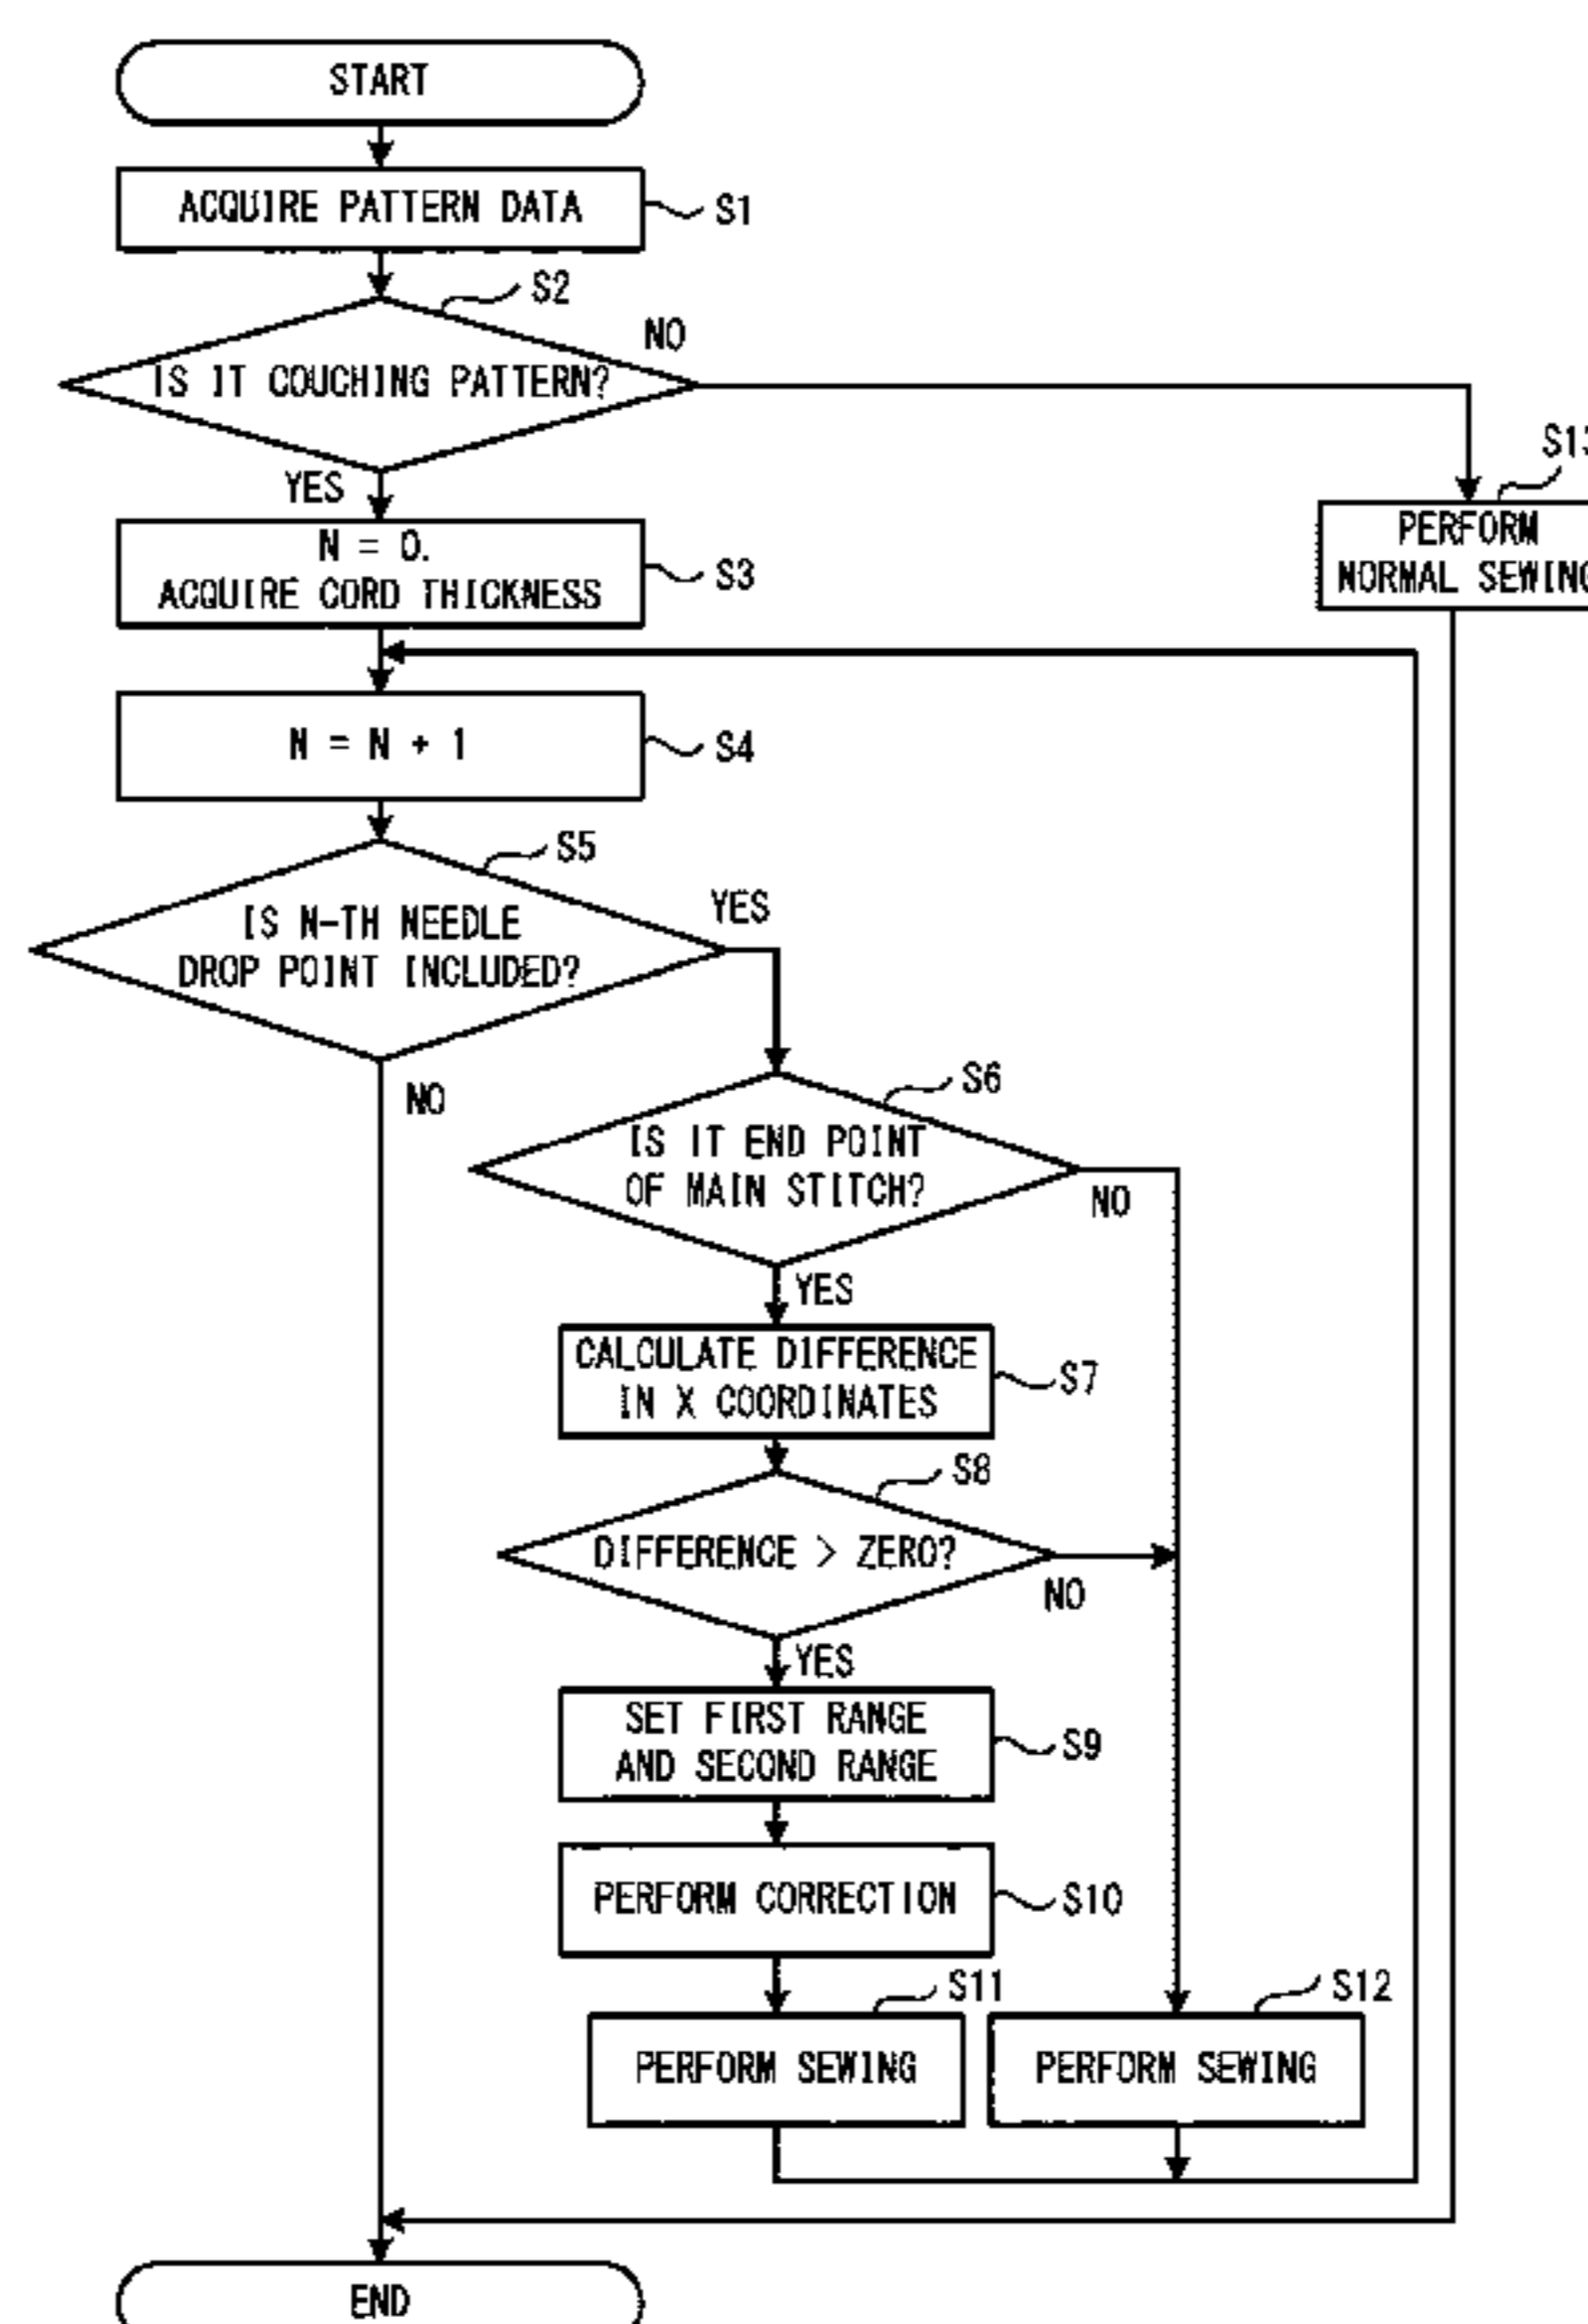 START
ACQUIRE PATTERN DATA
S1
S2
NO
IS IT COUCHING PATTERN?
YES
S13
PERFORM
NORMAL SEWING
N = 0.
ACQUIRE CORD THICKNESS
S3
N = N + 1
S4
S5
YES
IS N-TH NEEDLE
DROP POINT INCLUDED?
NO
S6
IS IT END POINT
OF MAIN STITCH?
NO
YES
CALCULATE DIFFERENCE
IN X COORDINATES
S7
S8
DIFFERENCE > ZERO?
NO
YES
SET FIRST RANGE
AND SECOND RANGE
S9
PERFORM CORRECTION
S10
S11
S12
PERFORM SEWING
PERFORM SEWING
END